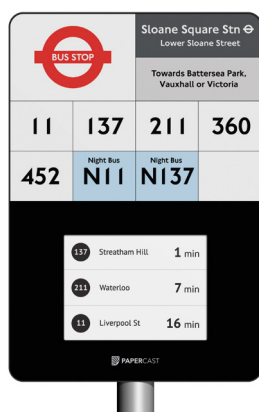 Sloane Square Stn
Lower Sloane Street
BUS STOP
Towards Battersea Park,
Vauxhall or Victoria
11 137 211 360
Night Bus Night Bus
452 N11 N137
137 Streatham Hill 1 min
211 Waterloo 7 min
11 Liverpool St 16 min
PAPERCAST